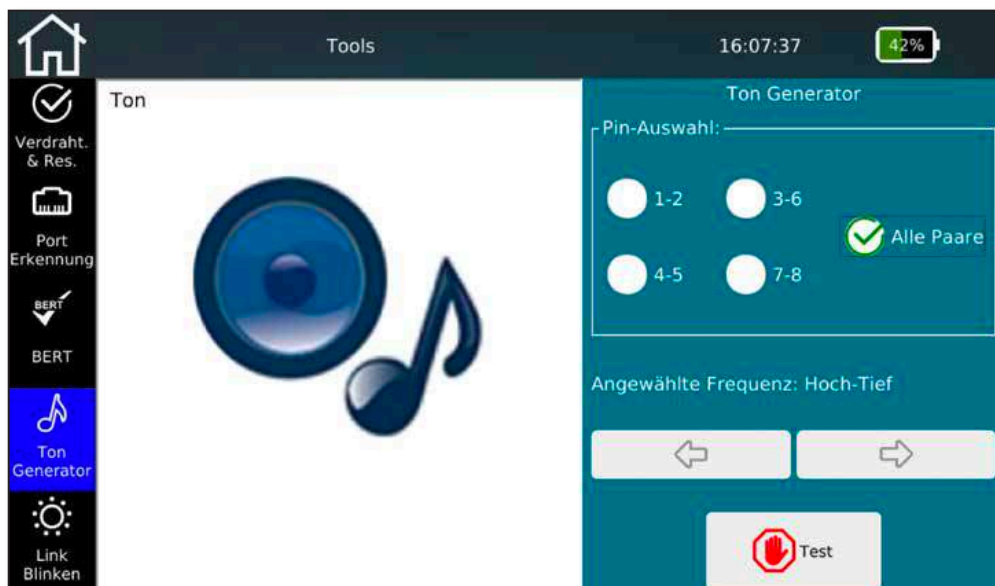 Tools
16:07:37
42%
Verdraht.
& Res.
Port
Erkennung
BERT
BERT
Ton
Generator
Link
Blinken
Ton
Ton Generator
Pin-Auswahl:
1-2
3-6
4-5
7-8
Alle Paare
Angewählte Frequenz: Hoch-Tief
Test